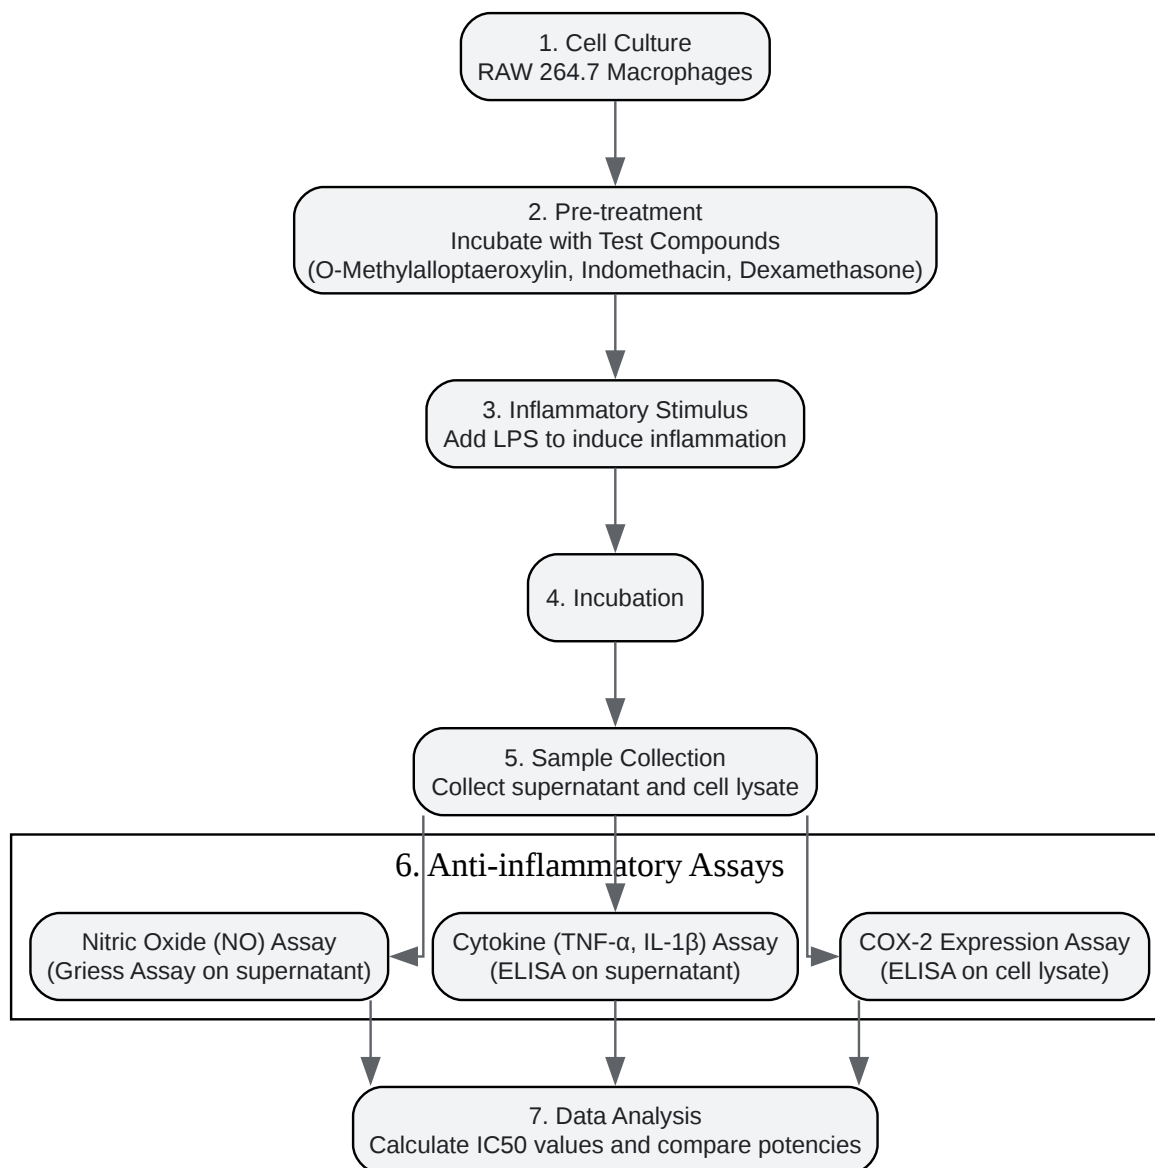 1. Cell Culture
RAW 264.7 Macrophages
2. Pre-treatment
Incubate with Test Compounds
(O-Methylalloptaeroxylin, Indomethacin, Dexamethasone)
3. Inflammatory Stimulus
Add LPS to induce inflammation
4. Incubation
5. Sample Collection
Collect supernatant and cell lysate
6. Anti-inflammatory Assays
Nitric Oxide (NO) Assay
(Griess Assay on supernatant)
Cytokine (TNF-α, IL-1β) Assay
(ELISA on supernatant)
COX-2 Expression Assay
(ELISA on cell lysate)
7. Data Analysis
Calculate IC50 values and compare potencies